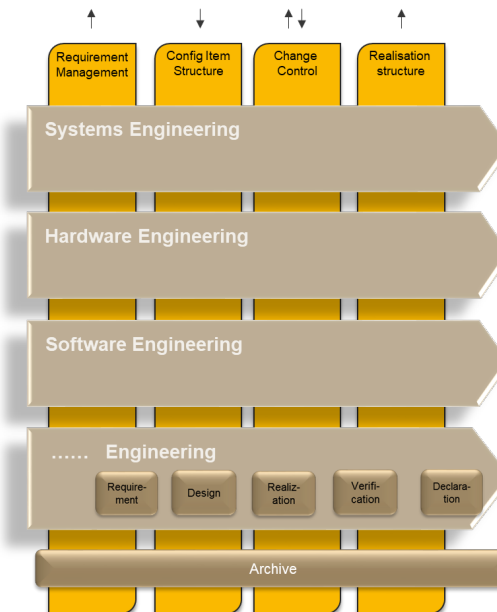 Requirement
Management
Config Item
Structure
Change
Control
Realisation
structure
Systems Engineering
Hardware Engineering
Software Engineering
...... Engineering
Require-
ment
Design
Realiz-
ation
Verifi-
cation
Declara-
tion
Archive